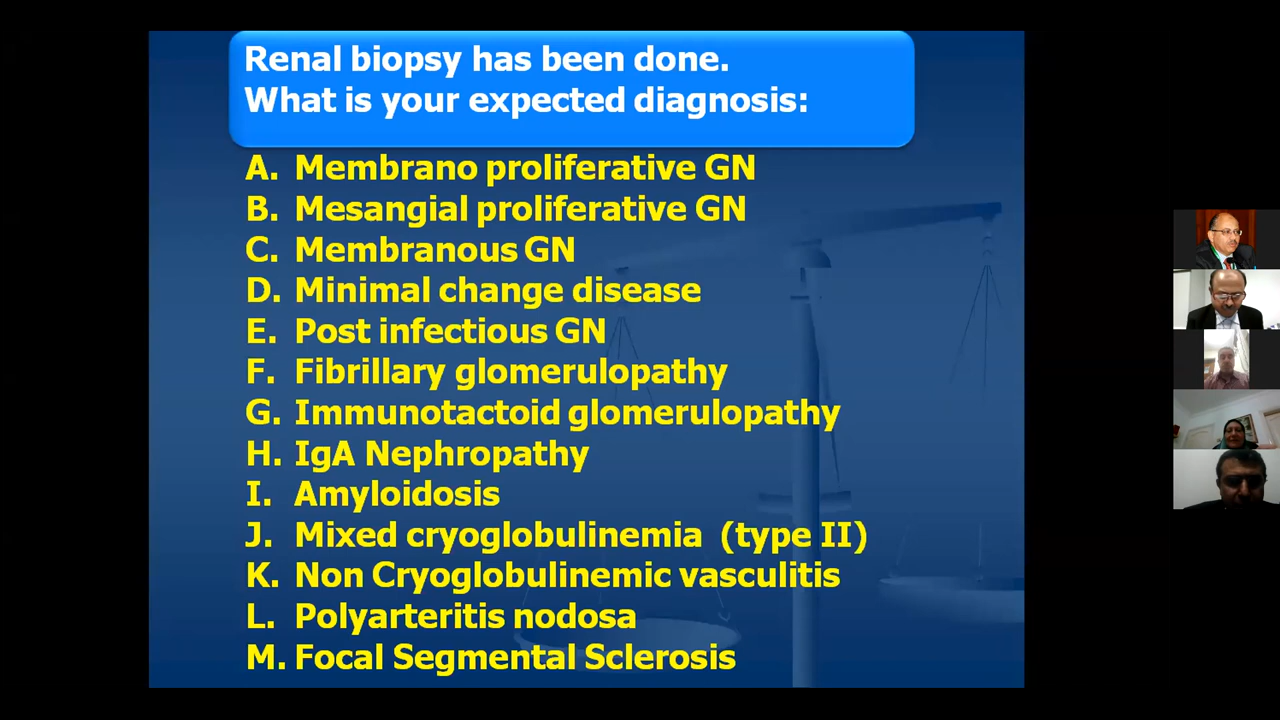 Renal biopsy has been done.
What is your expected diagnosis:
A. Membrano proliferative GN
B. Mesangial proliferative GN
C. Membranous GN
D. Minimal change disease
E. Post infectious GN
F. Fibrillary glomerulopathy
G. Immunotactoid glomerulopathy
H. IgA Nephropathy
I. Amyloidosis
J. Mixed cryoglobulinemia (type II)
K. Non Cryoglobulinemic vasculitis
L. Polyarteritis nodosa
M. Focal Segmental Sclerosis